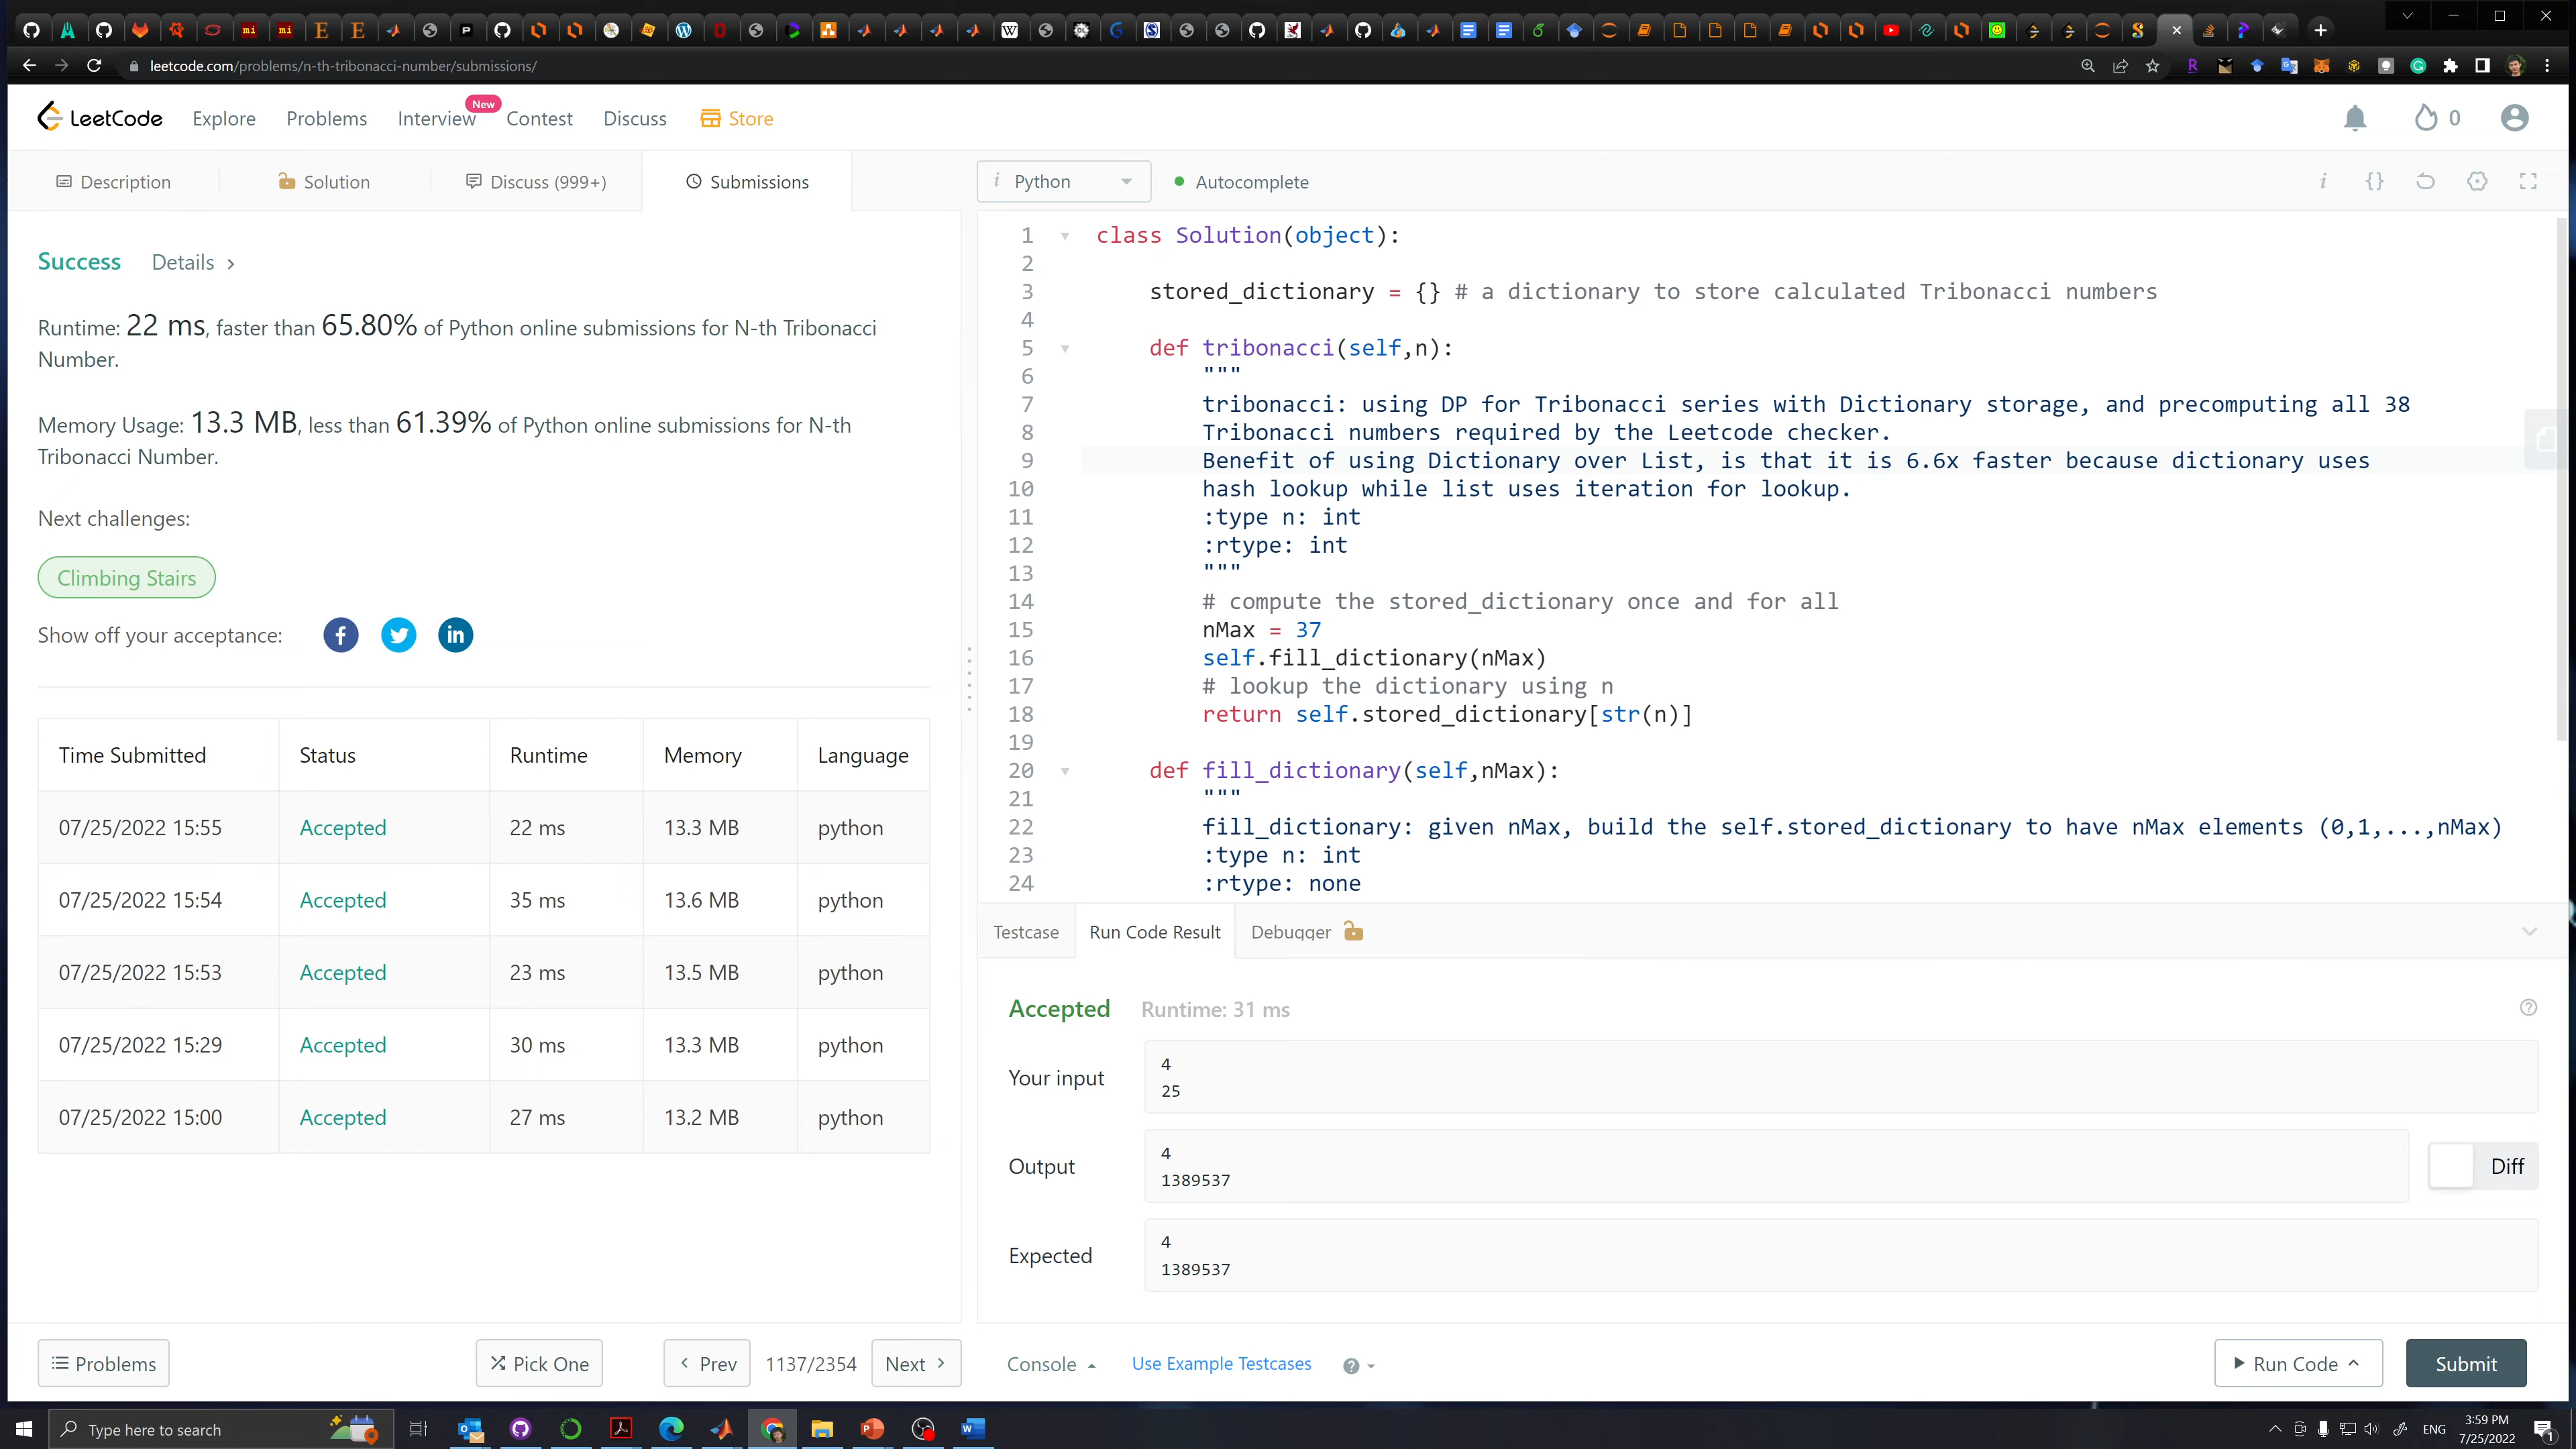 leetcode.com/problems/n-th-tribonacci-number/submissions/
LeetCode Explore Problems Interview New Contest Discuss Store 0
Description Solution Discuss (999+) Submissions
Success Details >
Runtime: 22 ms, faster than 65.80% of Python online submissions for N-th Tribonacci
Number.
Memory Usage: 13.3 MB, less than 61.39% of Python online submissions for N-th
Tribonacci Number.
Next challenges:
Climbing Stairs
Show off your acceptance:
Time Submitted Status Runtime Memory Language
07/25/2022 15:55 Accepted 22 ms 13.3 MB python
07/25/2022 15:54 Accepted 35 ms 13.6 MB python
07/25/2022 15:53 Accepted 23 ms 13.5 MB python
07/25/2022 15:29 Accepted 30 ms 13.3 MB python
07/25/2022 15:00 Accepted 27 ms 13.2 MB python
Problems Pick One < Prev 1137/2354 Next >
i Python Autocomplete
1 class Solution(object):
2
3 stored_dictionary = {} # a dictionary to store calculated Tribonacci numbers
4
5 def tribonacci(self,n):
6 """
7 tribonacci: using DP for Tribonacci series with Dictionary storage, and precomputing all 38
8 Tribonacci numbers required by the Leetcode checker.
9 Benefit of using Dictionary over List, is that it is 6.6x faster because dictionary uses
10 hash lookup while list uses iteration for lookup.
11 :type n: int
12 :rtype: int
13 """
14 # compute the stored_dictionary once and for all
15 nMax = 37
16 self.fill_dictionary(nMax)
17 # lookup the dictionary using n
18 return self.stored_dictionary[str(n)]
19
20 def fill_dictionary(self,nMax):
21 """
22 fill_dictionary: given nMax, build the self.stored_dictionary to have nMax elements (0,1,...,nMax)
23 :type n: int
24 :rtype: none
Testcase Run Code Result Debugger
Accepted Runtime: 31 ms
Your input
4
25
Output
4
1389537
Diff
Expected
4
1389537
Console Use Example Testcases Run Code Submit
Type here to search
ENG
3:59 PM
7/25/2022